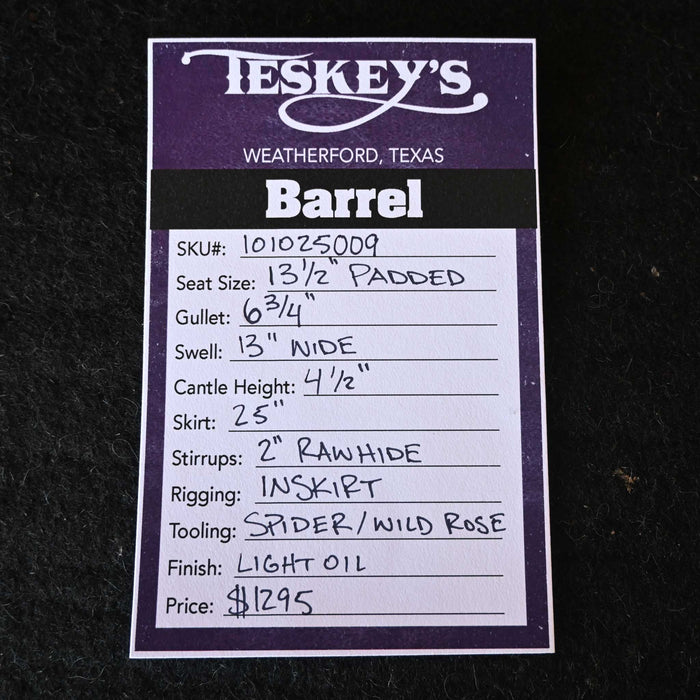 TESKEY'S
WEATHERFORD, TEXAS
Barrel
SKU#: 101025009
Seat Size: 13 1/2" PADDED
Gullet: 6 3/4"
Swell: 13" WIDE
Cantle Height: 4 1/2"
Skirt: 25"
Stirrups: 2" RAWHIDE
Rigging: INSKIRT
Tooling: SPIDER/WILD ROSE
Finish: LIGHT OIL
Price: $1295